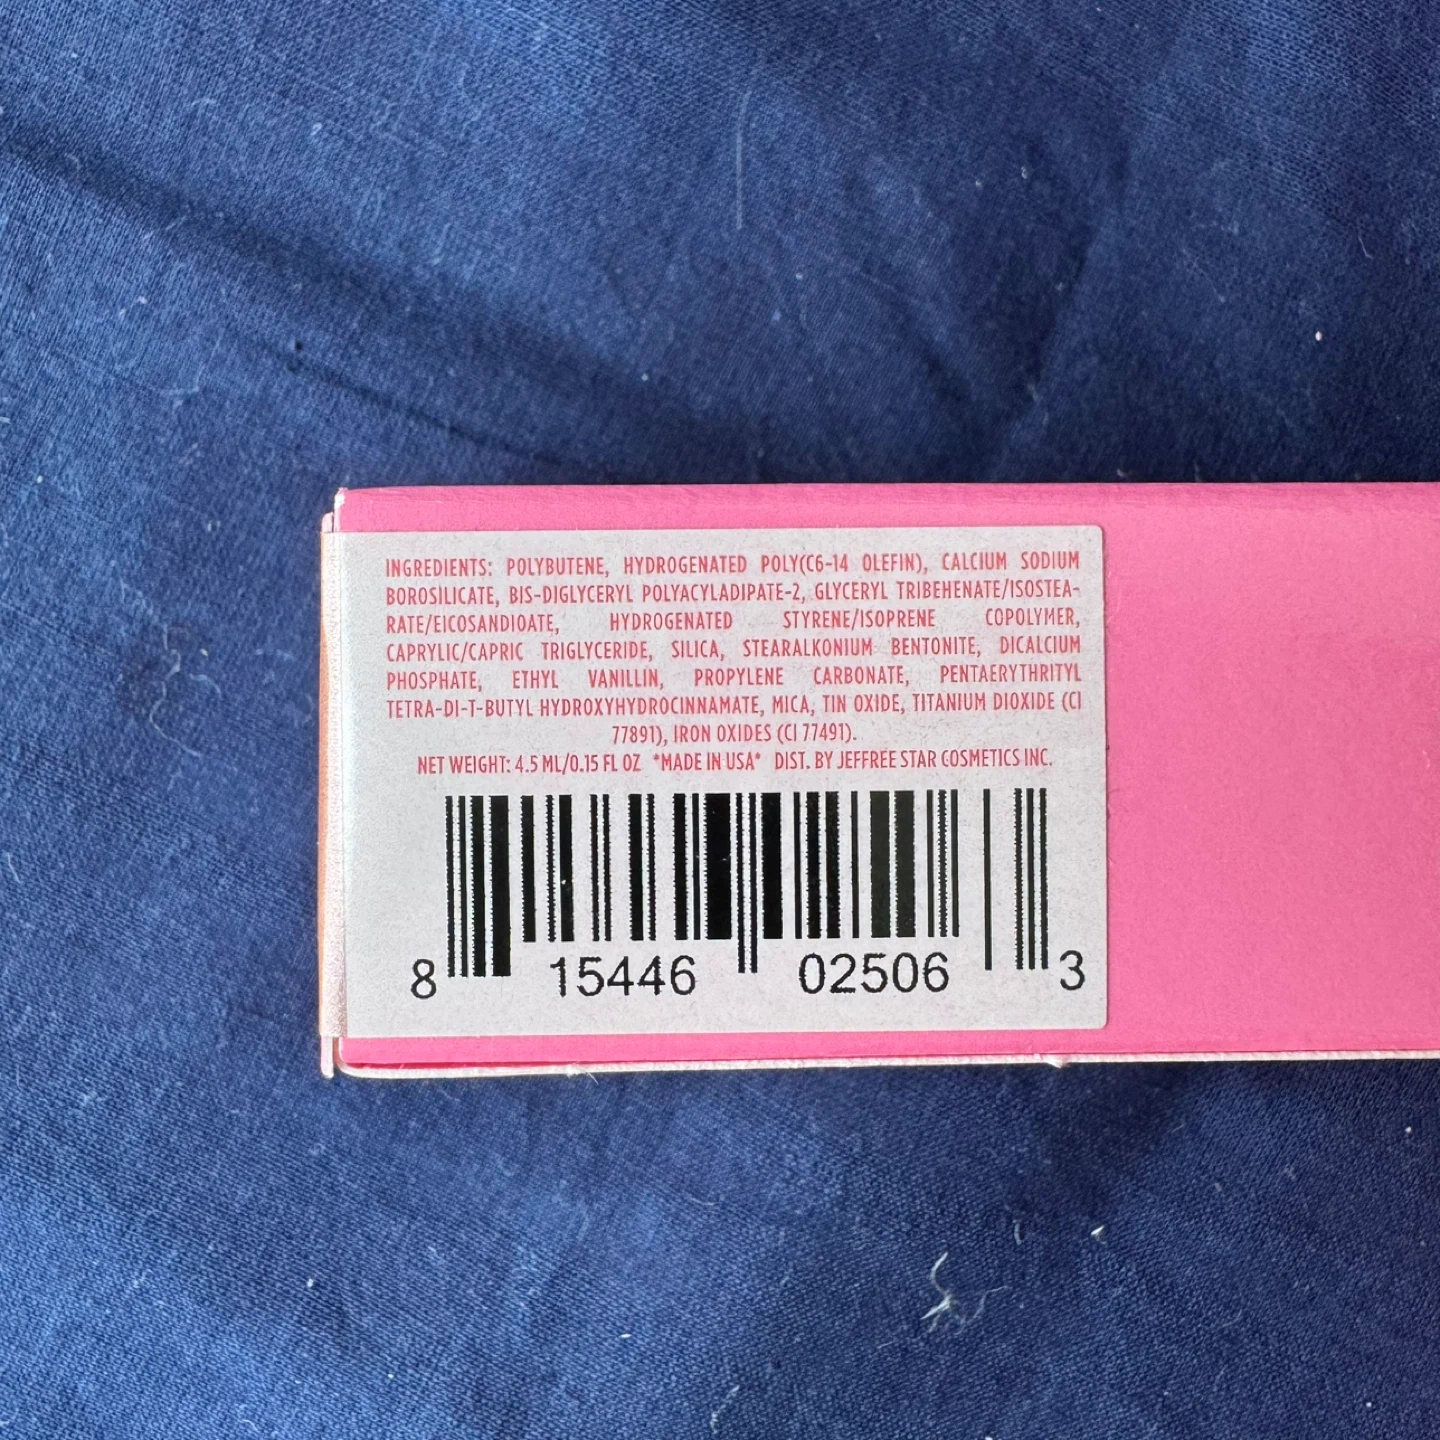 INGREDIENTS: POLYBUTENE, HYDROGENATED POLY(C6-14 OLEFIN), CALCIUM SODIUM
BOROSILICATE, BIS-DIGLYCERYL POLYACYLADIPATE-2, GLYCERYL TRIBEHENATE/ISOSTEA-
RATE/EICOSANDIOATE, HYDROGENATED STYRENE/ISOPRENE COPOLYMER,
CAPRYLIC/CAPRIC TRIGLYCERIDE, SILICA, STEARALKONIUM BENTONITE, DICALCIUM
PHOSPHATE, ETHYL VANILLIN, PROPYLENE CARBONATE, PENTAERYTHRITYL
TETRA-DI-T-BUTYL HYDROXYHYDROCINNAMATE, MICA, TIN OXIDE, TITANIUM DIOXIDE (CI
77891), IRON OXIDES (CI 77491).
NET WEIGHT: 4.5 ML/0.15 FL OZ *MADE IN USA* DIST. BY JEFFREE STAR COSMETICS INC.
8 15446 02506 3